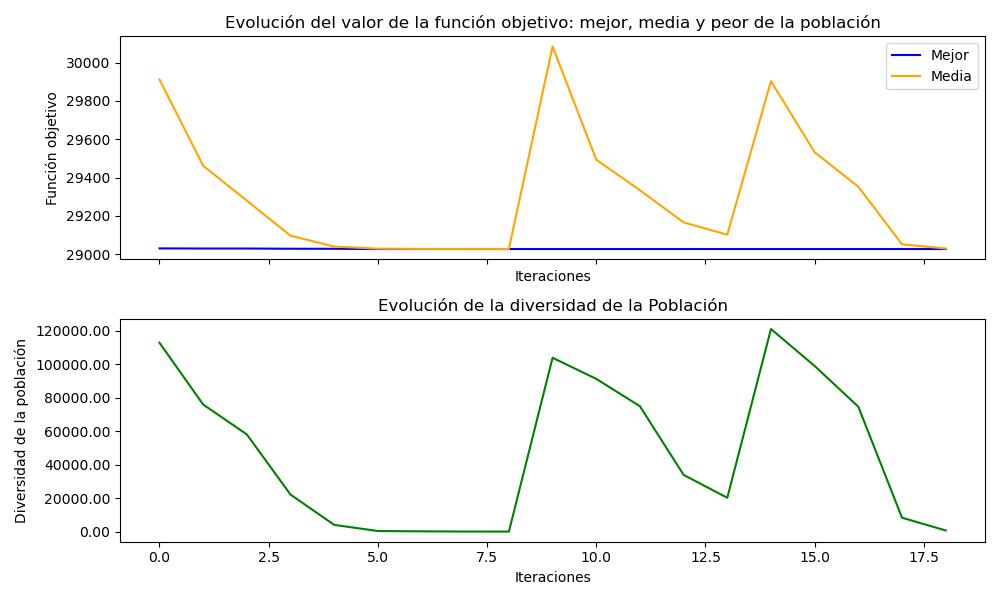 Evolución del valor de la función objetivo: mejor, media y peor de la población
Función objetivo
30000
29800
29600
29400
29200
29000
Mejor
Media
Iteraciones
Evolución de la diversidad de la Población
Diversidad de la población
120000.00
100000.00
80000.00
60000.00
40000.00
20000.00
0.00
0.0 2.5 5.0 7.5 10.0 12.5 15.0 17.5
Iteraciones